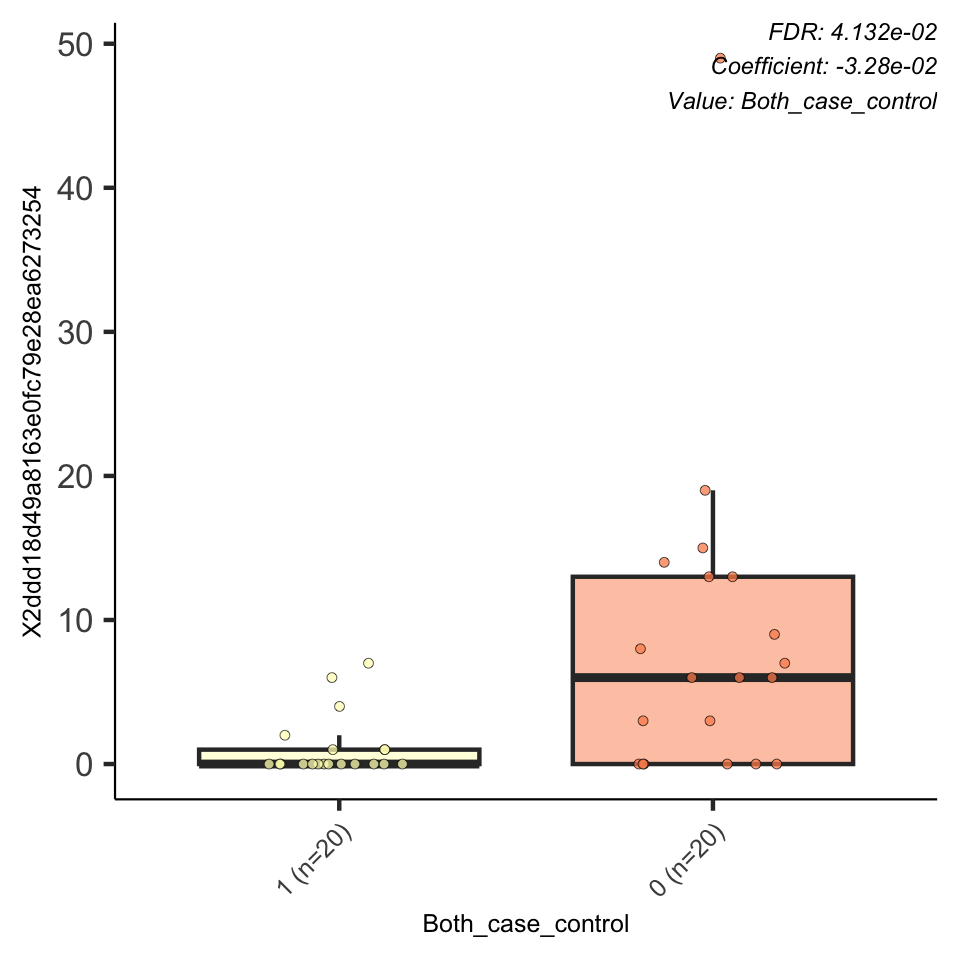 FDR: 4.132e-02
Coefficient: -3.28e-02
Value: Both_case_control
50
40
30
20
10
0
X2ddd18d49a8163e0fc79e28ea6273254
1 (n=20)
0 (n=20)
Both_case_control